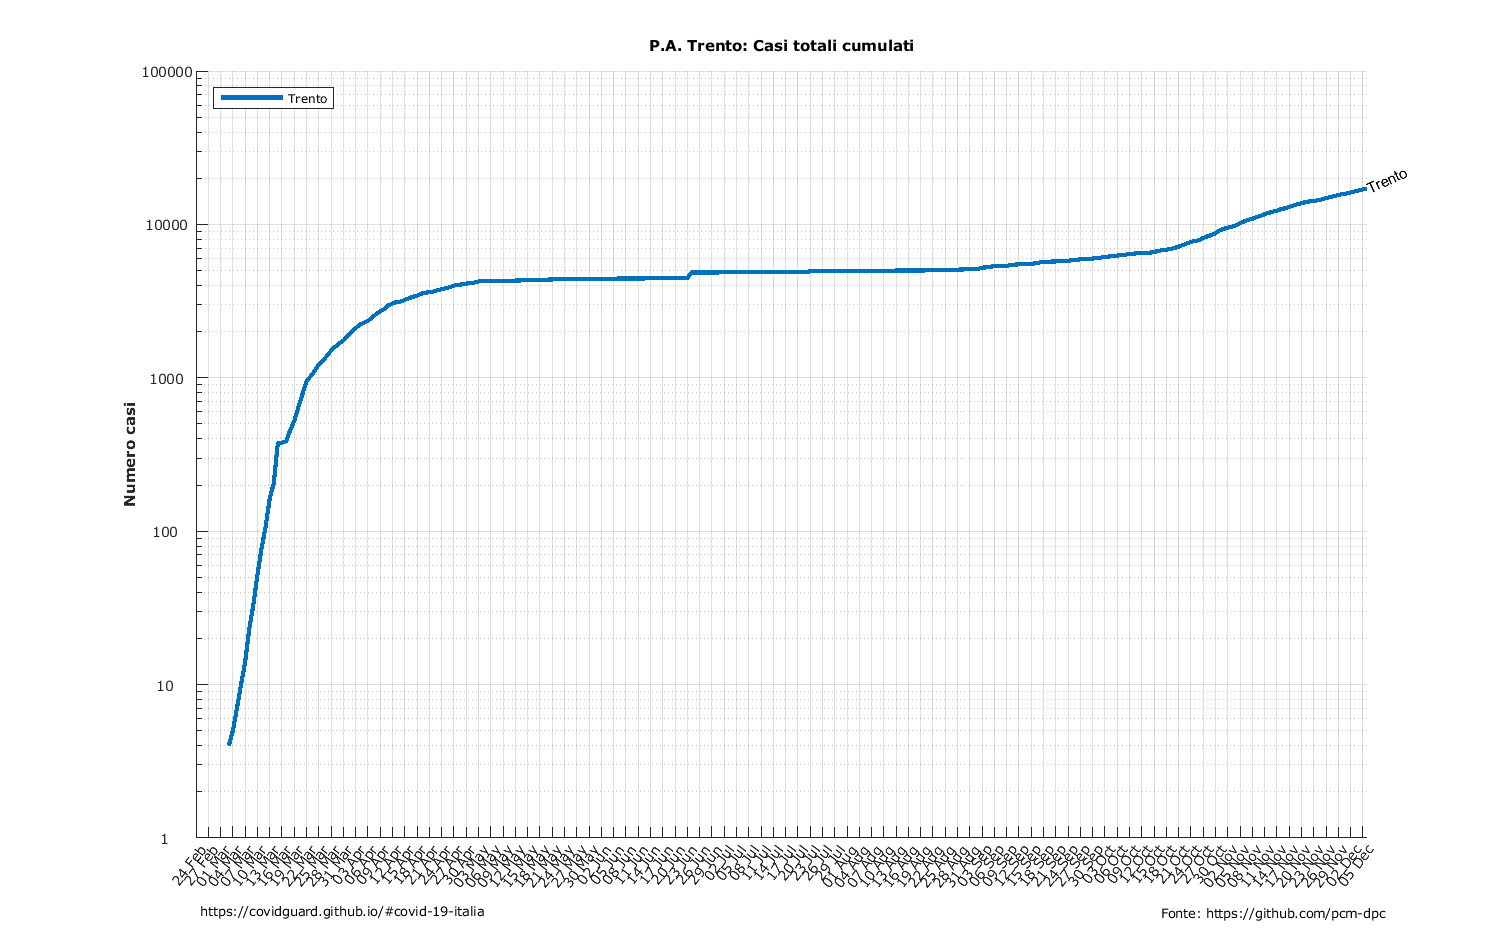 P.A. Trento: Casi totali cumulati
100000
10000
1000
100
10
1
Numero casi
Trento
Trento
24 Feb
27 Feb
01 Mar
04 Mar
07 Mar
10 Mar
13 Mar
16 Mar
19 Mar
22 Mar
25 Mar
28 Mar
31 Mar
03 Apr
06 Apr
09 Apr
12 Apr
15 Apr
18 Apr
21 Apr
24 Apr
27 Apr
30 Apr
03 May
06 May
09 May
12 May
15 May
18 May
21 May
24 May
27 May
30 May
02 Jun
05 Jun
08 Jun
11 Jun
14 Jun
17 Jun
20 Jun
23 Jun
26 Jun
29 Jun
02 Jul
05 Jul
08 Jul
11 Jul
14 Jul
17 Jul
20 Jul
23 Jul
26 Jul
29 Jul
01 Aug
04 Aug
07 Aug
10 Aug
13 Aug
16 Aug
19 Aug
22 Aug
25 Aug
28 Aug
31 Aug
03 Sep
06 Sep
09 Sep
12 Sep
15 Sep
18 Sep
21 Sep
24 Sep
27 Sep
30 Sep
03 Oct
06 Oct
09 Oct
12 Oct
15 Oct
18 Oct
21 Oct
24 Oct
27 Oct
30 Oct
02 Nov
05 Nov
08 Nov
11 Nov
14 Nov
17 Nov
20 Nov
23 Nov
26 Nov
29 Nov
02 Dec
05 Dec
https://covidguard.github.io/#covid-19-italia
Fonte: https://github.com/pcm-dpc